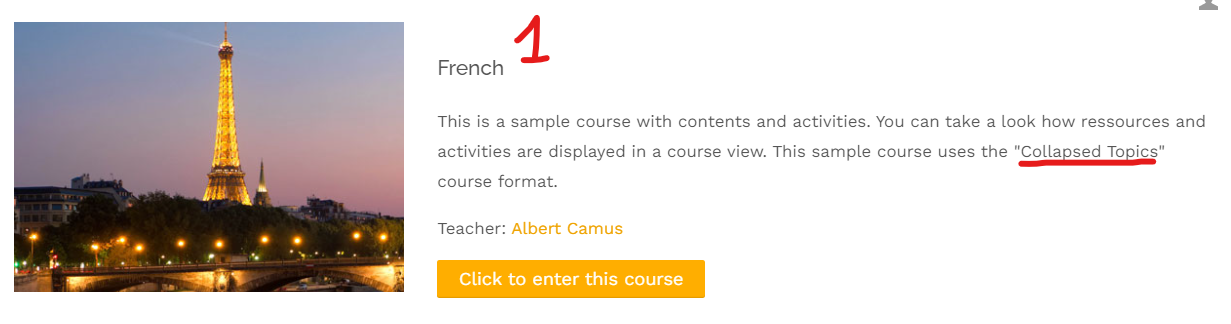 French 1
This is a sample course with contents and activities. You can take a look how ressources and
activities are displayed in a course view. This sample course uses the "Collapsed Topics"
course format.
Teacher: Albert Camus
Click to enter this course